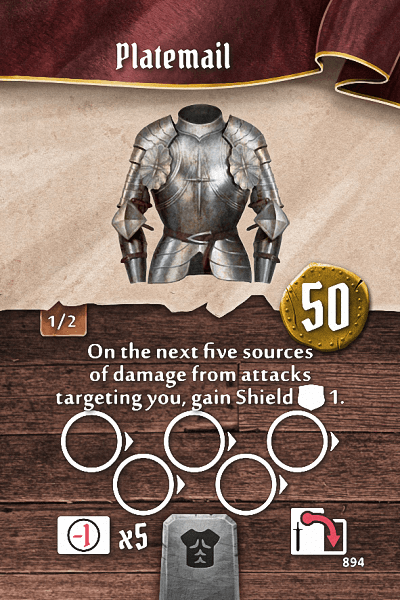 Platemail
50
1/2
On the next five sources
of damage from attacks
targeting you, gain Shield 1.
-1 x5
894